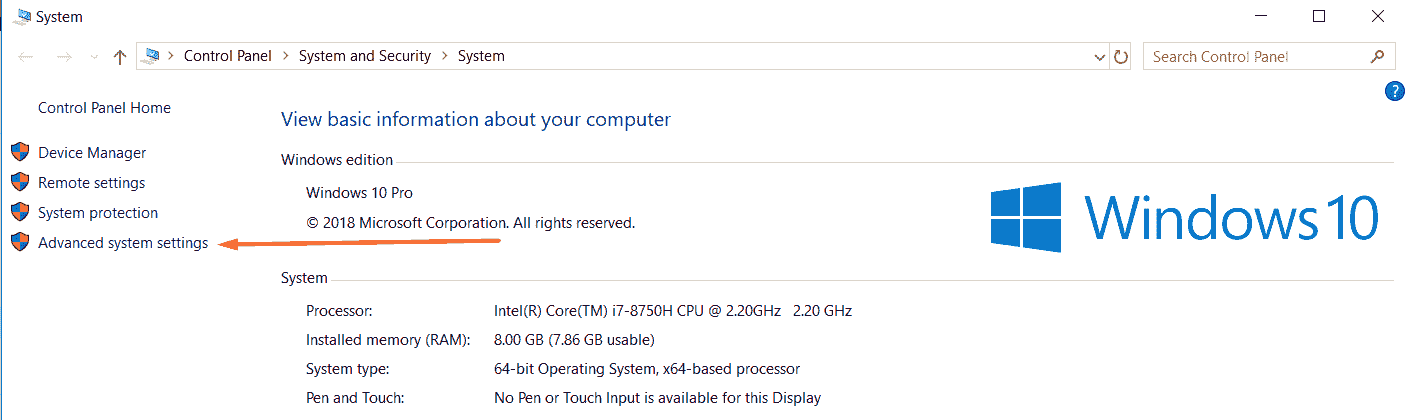 System
Control Panel > System and Security > System
Search Control Panel
?
Control Panel Home
Device Manager
Remote settings
System protection
Advanced system settings
View basic information about your computer
Windows edition
Windows 10 Pro
© 2018 Microsoft Corporation. All rights reserved.
Windows 10
System
Processor: Intel(R) Core(TM) i7-8750H CPU @ 2.20GHz 2.20 GHz
Installed memory (RAM): 8.00 GB (7.86 GB usable)
System type: 64-bit Operating System, x64-based processor
Pen and Touch: No Pen or Touch Input is available for this Display